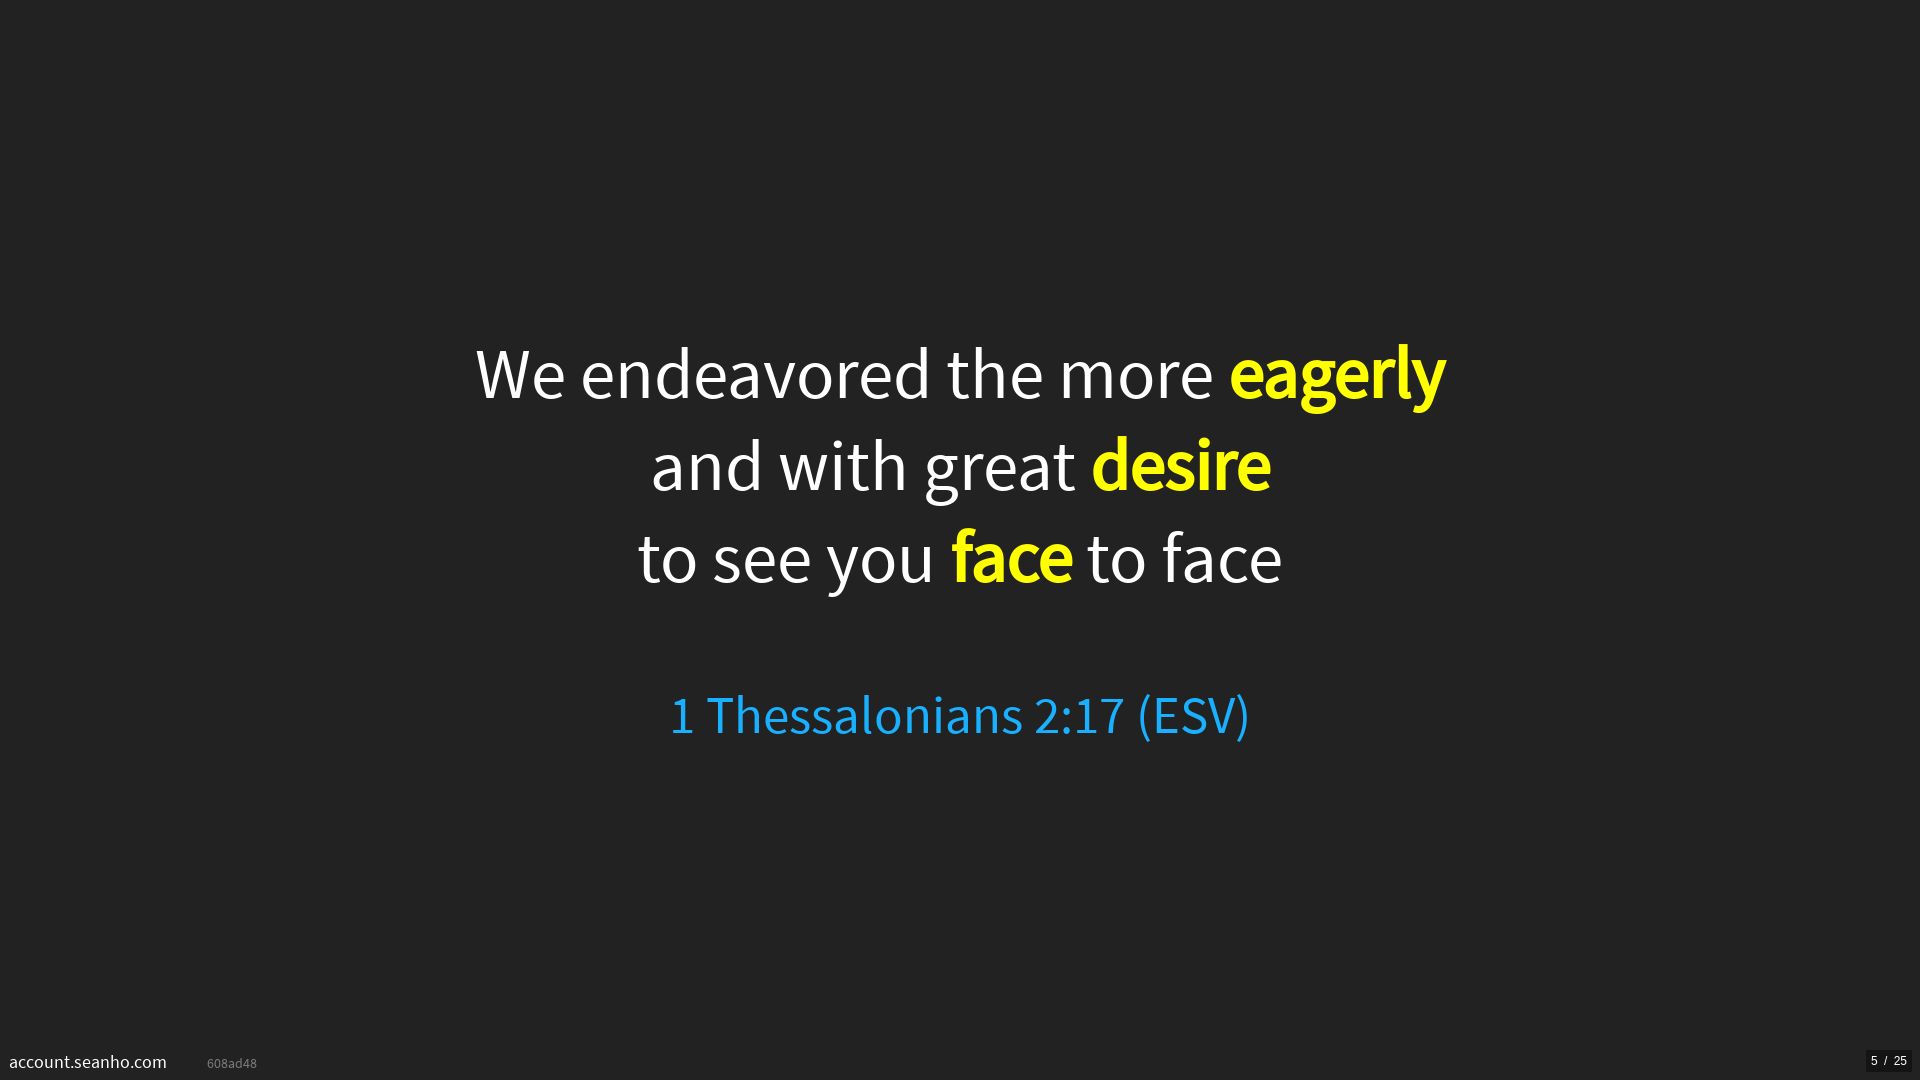 We endeavored the more eagerly
and with great desire
to see you face to face
1 Thessalonians 2:17 (ESV)
account.seanho.com 608ad48
5 / 25